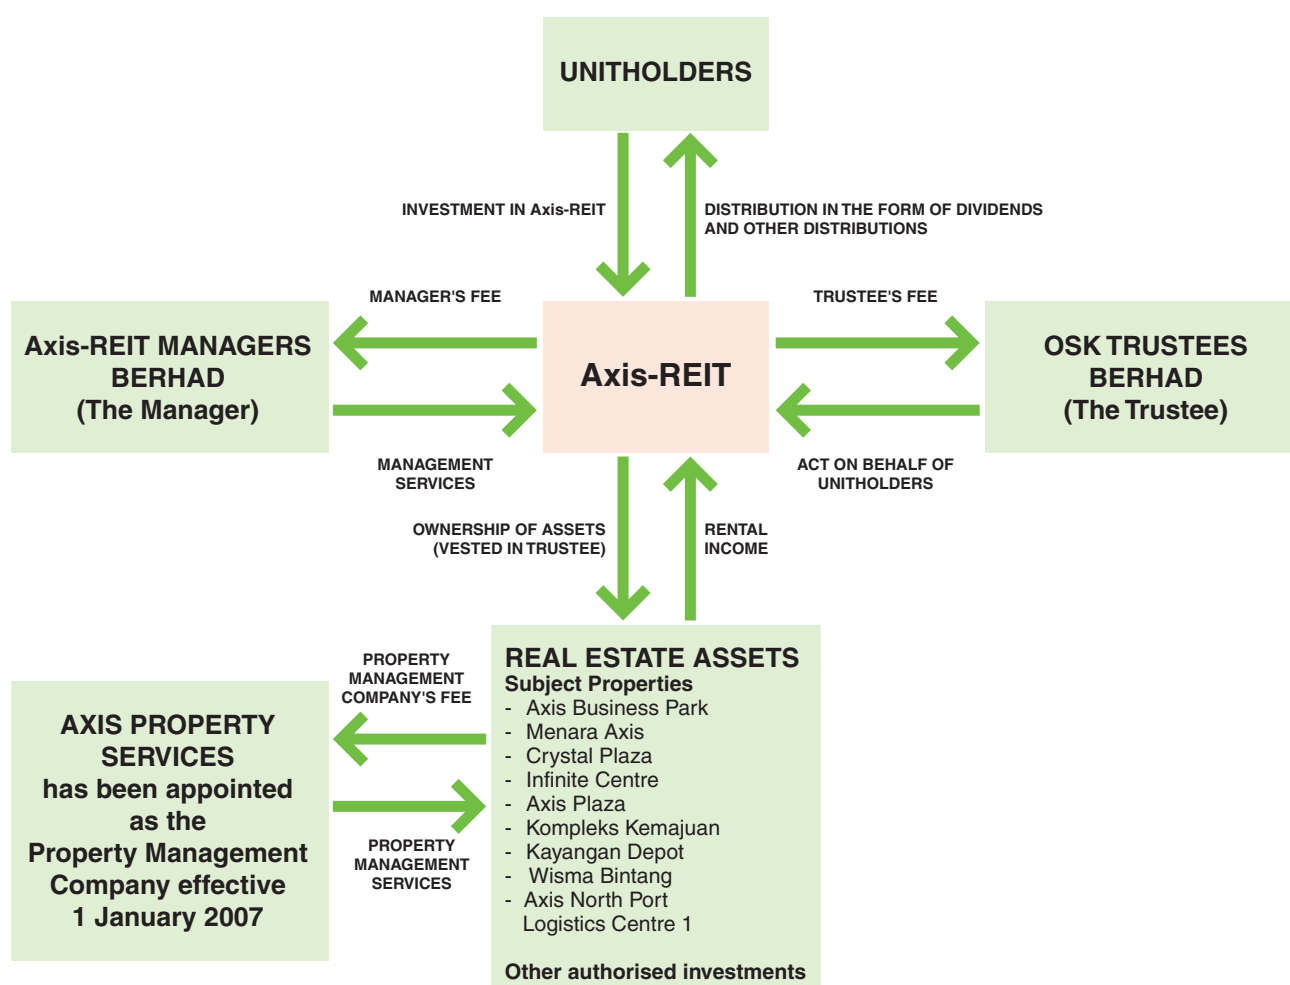 UNITHOLDERS
INVESTMENT IN Axis-REIT
DISTRIBUTION IN THE FORM OF DIVIDENDS
AND OTHER DISTRIBUTIONS
MANAGER'S FEE
TRUSTEE'S FEE
Axis-REIT MANAGERS
BERHAD
(The Manager)
Axis-REIT
OSK TRUSTEES
BERHAD
(The Trustee)
MANAGEMENT
SERVICES
ACT ON BEHALF OF
UNITHOLDERS
OWNERSHIP OF ASSETS
(VESTED IN TRUSTEE)
RENTAL
INCOME
PROPERTY
MANAGEMENT
COMPANY'S FEE
AXIS PROPERTY
SERVICES
has been appointed
as the
Property Management
Company effective
1 January 2007
PROPERTY
MANAGEMENT
SERVICES
REAL ESTATE ASSETS
Subject Properties
- Axis Business Park
- Menara Axis
- Crystal Plaza
- Infinite Centre
- Axis Plaza
- Kompleks Kemajuan
- Kayangan Depot
- Wisma Bintang
- Axis North Port
Logistics Centre 1
Other authorised investments